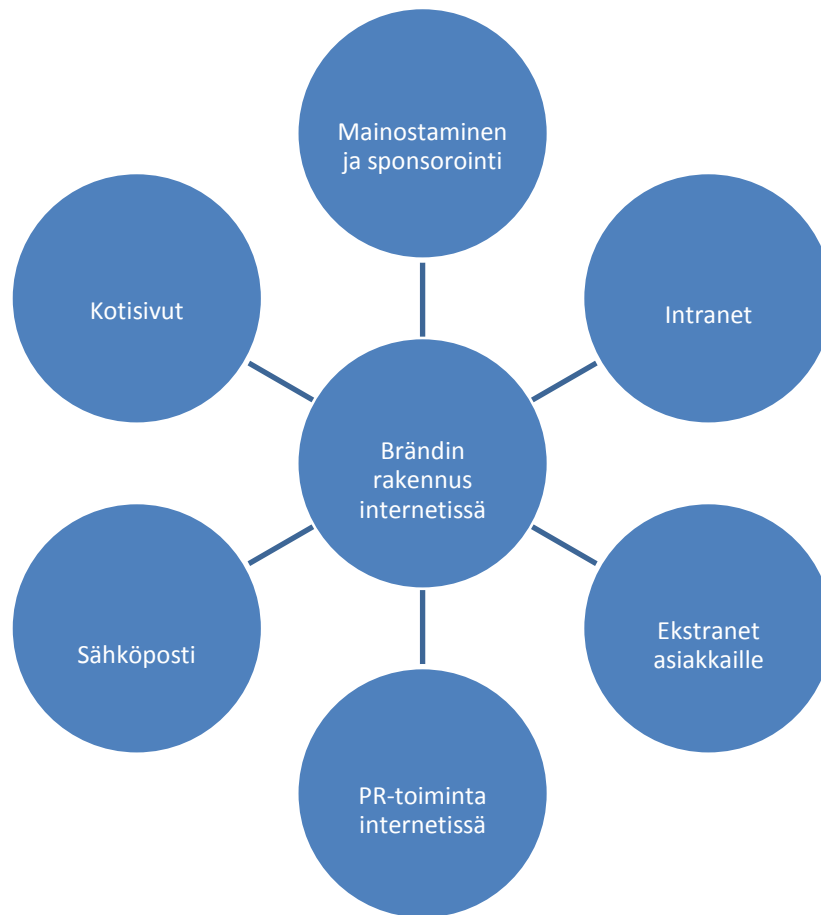 Mainostaminen
ja sponsorointi
Kotisivut
Intranet
Brändin
rakennus
internetissä
Sähköposti
Ekstranet
asiakkaille
PR-toiminta
internetissä